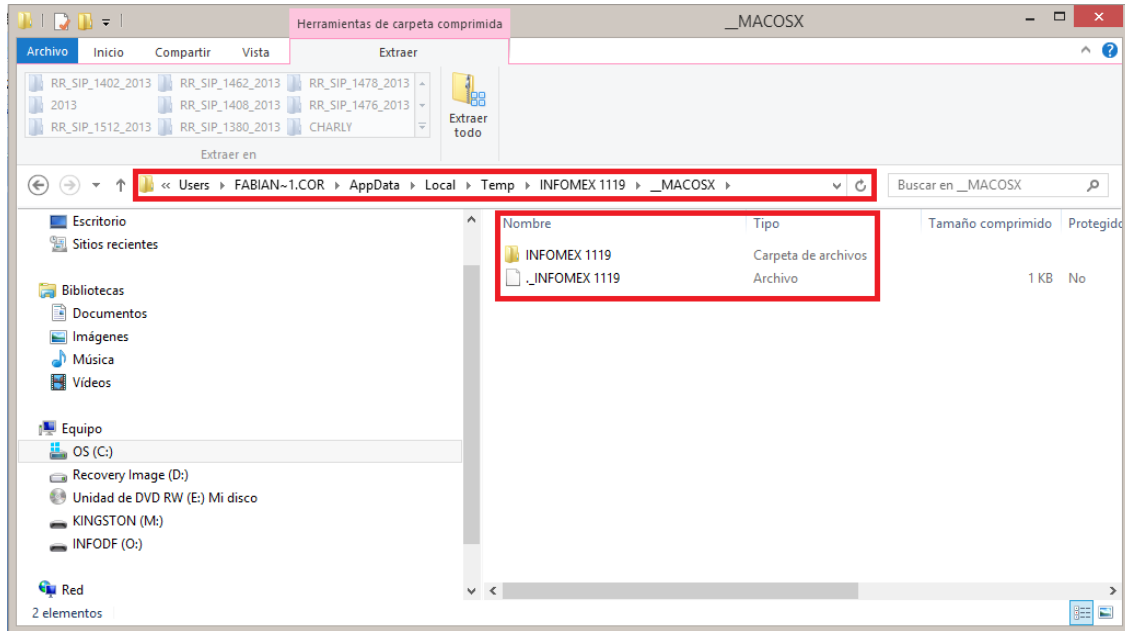 Herramientas de carpeta comprimida
__MACOSX
Archivo Inicio Compartir Vista Extraer
RR_SIP_1402_2013 RR_SIP_1462_2013 RR_SIP_1478_2013
2013 RR_SIP_1408_2013 RR_SIP_1476_2013
RR_SIP_1512_2013 RR_SIP_1380_2013 CHARLY
Extraer en
Extraer
todo
« Users FABIAN~1.COR AppData Local Temp INFOMEX 1119 __MACOSX
Buscar en __MACOSX
Escritorio
Sitios recientes
Bibliotecas
Documentos
Imágenes
Música
Vídeos
Equipo
OS (C:)
Recovery Image (D:)
Unidad de DVD RW (E:) Mi disco
KINGSTON (M:)
INFODF (O:)
Red
Nombre Tipo Tamaño comprimido Protegido
INFOMEX 1119 Carpeta de archivos
._INFOMEX 1119 Archivo 1 KB No
2 elementos